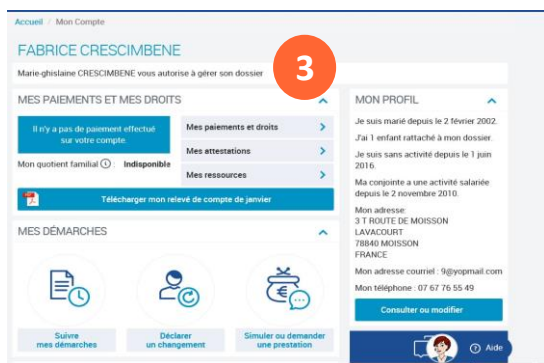 Accueil / Mon Compte
FABRICE CRESCIMBENE
Marie-ghislaine CRESCIMBENE vous autorise à gérer son dossier
3
MES PAIEMENTS ET MES DROITS
Il n'y a pas de paiement effectué
sur votre compte.
Mon quotient familial : Indisponible
Mes paiements et droits
Mes attestations
Mes ressources
Télécharger mon relevé de compte de janvier
MES DÉMARCHES
Suivre
mes démarches
Déclarer
un changement
Simuler ou demander
une prestation
MON PROFIL
Je suis marié depuis le 2 février 2002.
J'ai 1 enfant rattaché à mon dossier.
Je suis sans activité depuis le 1 juin
2016.
Ma conjointe a une activité salariée
depuis le 2 novembre 2010.
Mon adresse:
3 T ROUTE DE MOISSON
LAVACOURT
78840 MOISSON
FRANCE
Mon adresse courriel : 9@yopmail.com
Mon téléphone : 07 67 76 55 49
Consulter ou modifier
Aide